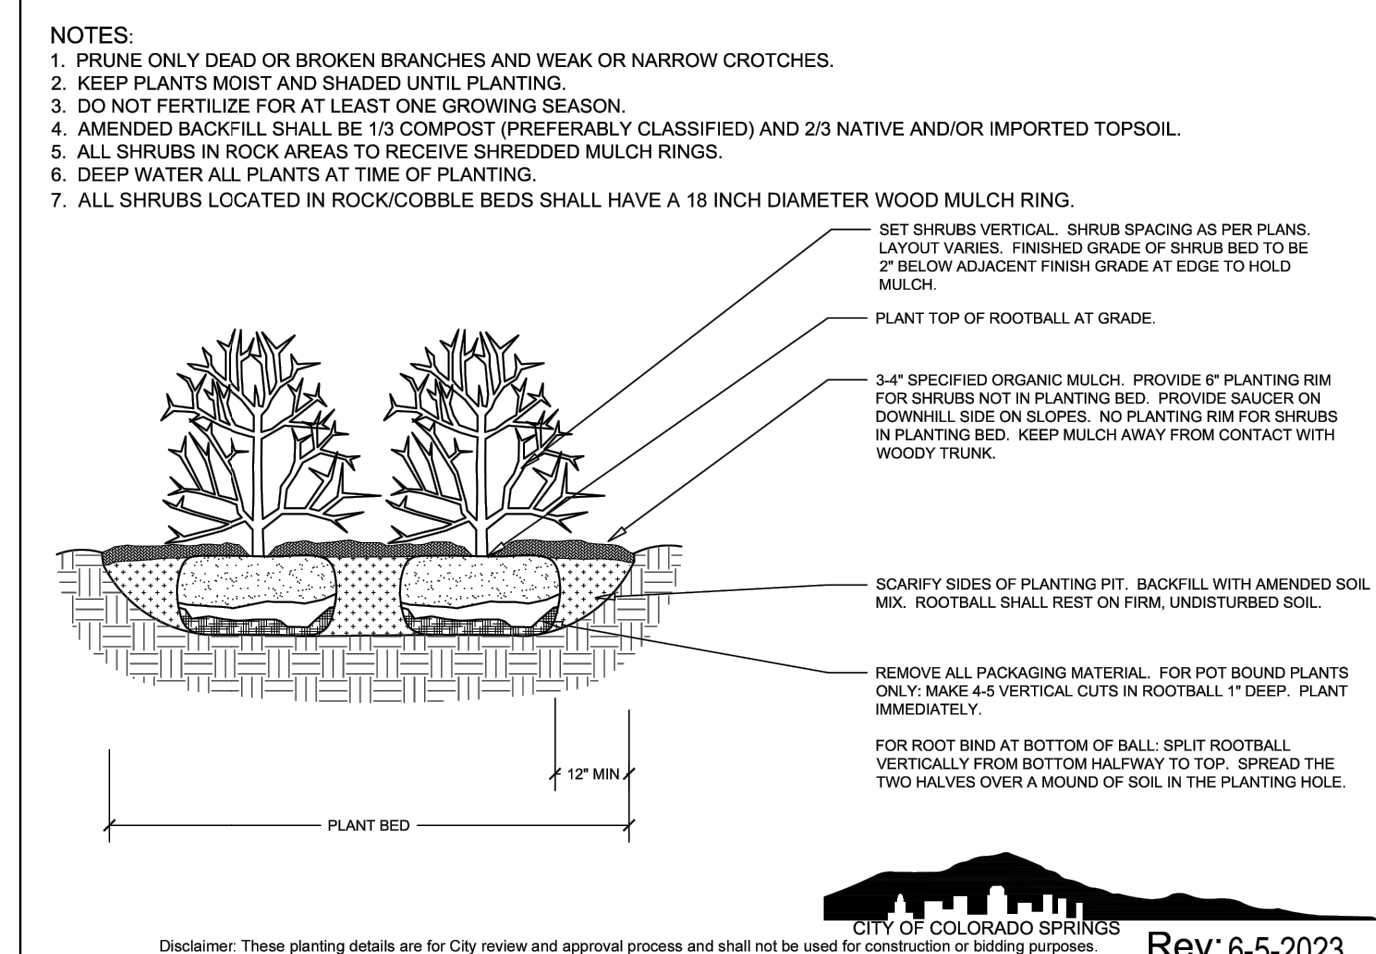 NOTES:
1. PRUNE ONLY DEAD OR BROKEN BRANCHES AND WEAK OR NARROW CROTCHES.
2. KEEP PLANTS MOIST AND SHADED UNTIL PLANTING.
3. DO NOT FERTILIZE FOR AT LEAST ONE GROWING SEASON.
4. AMENDED BACKFILL SHALL BE 1/3 COMPOST (PREFERABLY CLASSIFIED) AND 2/3 NATIVE AND/OR IMPORTED TOPSOIL.
5. ALL SHRUBS IN ROCK AREAS TO RECEIVE SHREDDED MULCH RINGS.
6. DEEP WATER ALL PLANTS AT TIME OF PLANTING.
7. ALL SHRUBS LOCATED IN ROCK/COBBLE BEDS SHALL HAVE A 18 INCH DIAMETER WOOD MULCH RING.
SET SHRUBS VERTICAL. SHRUB SPACING AS PER PLANS.
LAYOUT VARIES. FINISHED GRADE OF SHRUB BED TO BE
2" BELOW ADJACENT FINISH GRADE AT EDGE TO HOLD
MULCH.
PLANT TOP OF ROOTBALL AT GRADE.
3-4" SPECIFIED ORGANIC MULCH. PROVIDE 6" PLANTING RIM
FOR SHRUBS NOT IN PLANTING BED. PROVIDE SAUCER ON
DOWNHILL SIDE ON SLOPES. NO PLANTING RIM FOR SHRUBS
IN PLANTING BED. KEEP MULCH AWAY FROM CONTACT WITH
WOODY TRUNK.
SCARIFY SIDES OF PLANTING PIT. BACKFILL WITH AMENDED SOIL
MIX. ROOTBALL SHALL REST ON FIRM, UNDISTURBED SOIL.
REMOVE ALL PACKAGING MATERIAL. FOR POT BOUND PLANTS
ONLY: MAKE 4-5 VERTICAL CUTS IN ROOTBALL 1" DEEP. PLANT
IMMEDIATELY.
FOR ROOT BIND AT BOTTOM OF BALL: SPLIT ROOTBALL
VERTICALLY FROM BOTTOM HALFWAY TO TOP. SPREAD THE
TWO HALVES OVER A MOUND OF SOIL IN THE PLANTING HOLE.
12" MIN
PLANT BED
CITY OF COLORADO SPRINGS
Disclaimer: These planting details are for City review and approval process and shall not be used for construction or bidding purposes.
Rev: 6-5-2023